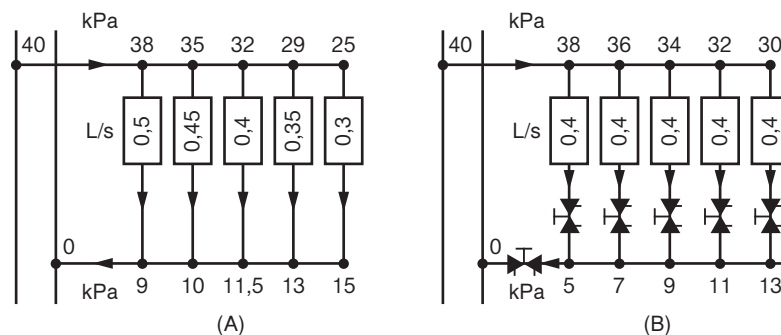 kPa
40 38 35 32 29 25
L/s 0,5 0,45 0,4 0,35 0,3
0
kPa 9 10 11,5 13 15
(A)
kPa
40 38 36 34 32 30
L/s 0,4 0,4 0,4 0,4 0,4
0
kPa 5 7 9 11 13
(B)